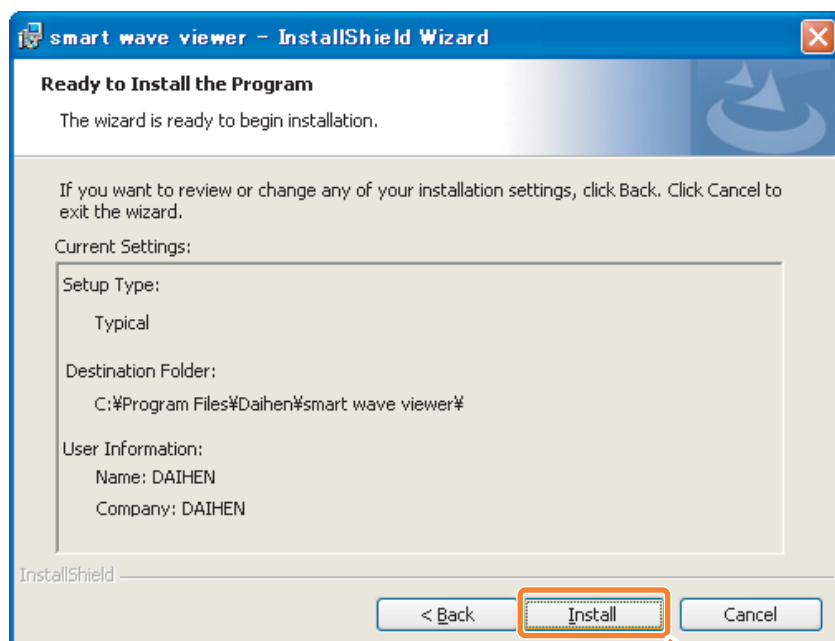 smart wave viewer - InstallShield Wizard
Ready to Install the Program
The wizard is ready to begin installation.
If you want to review or change any of your installation settings, click Back. Click Cancel to
exit the wizard.
Current Settings:
Setup Type:
Typical
Destination Folder:
C:¥Program Files¥Daihen¥smart wave viewer¥
User Information:
Name: DAIHEN
Company: DAIHEN
InstallShield
< Back Install Cancel